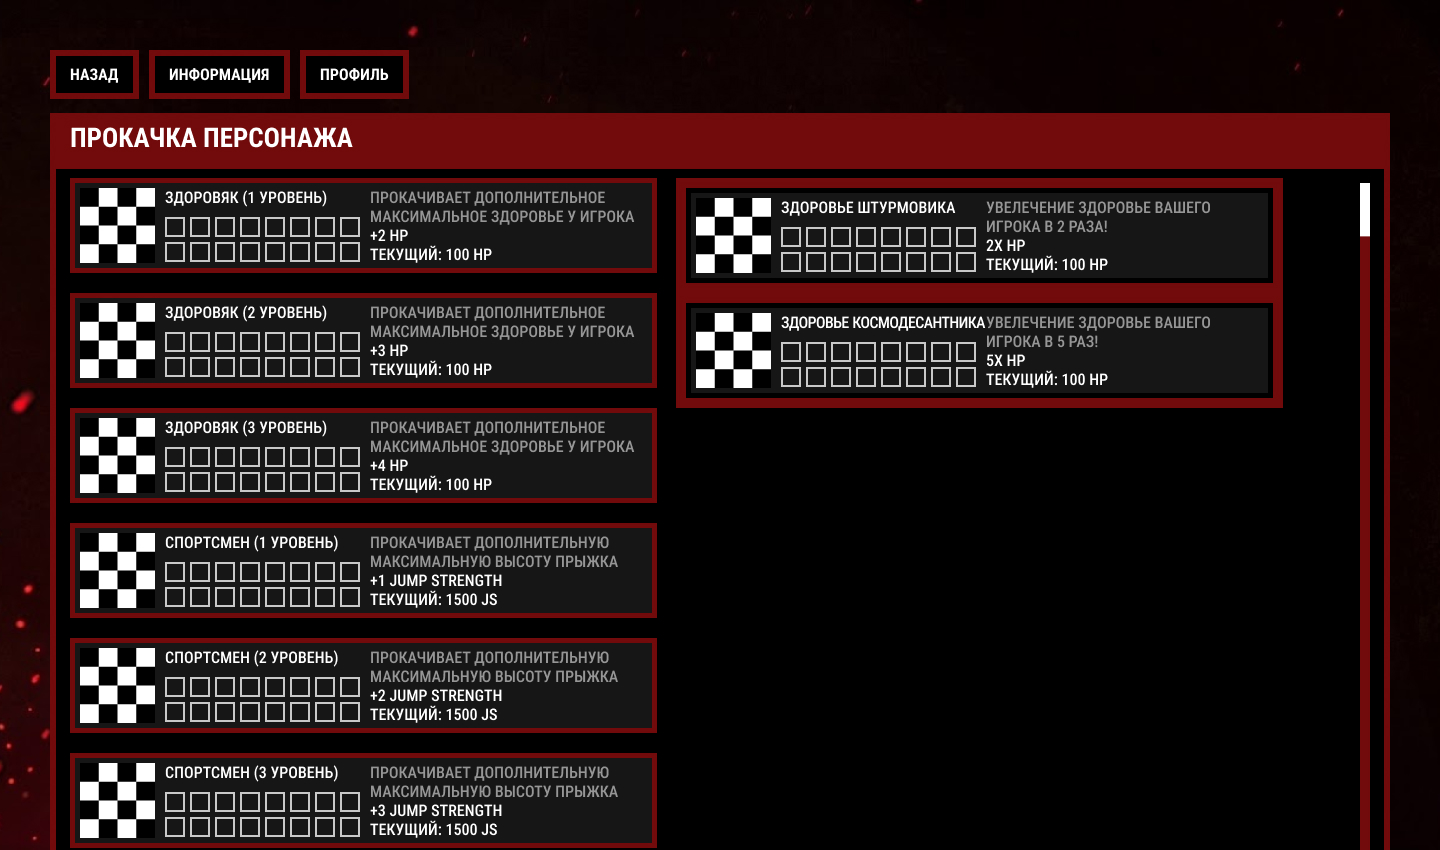 НАЗАД
ИНФОРМАЦИЯ
ПРОФИЛЬ
ПРОКАЧКА ПЕРСОНАЖА
ЗДОРОВЯК (1 УРОВЕНЬ)
ПРОКАЧИВАЕТ ДОПОЛНИТЕЛЬНОЕ
МАКСИМАЛЬНОЕ ЗДОРОВЬЕ У ИГРОКА
+2 HP
ТЕКУЩИЙ: 100 HP
ЗДОРОВЯК (2 УРОВЕНЬ)
ПРОКАЧИВАЕТ ДОПОЛНИТЕЛЬНОЕ
МАКСИМАЛЬНОЕ ЗДОРОВЬЕ У ИГРОКА
+3 HP
ТЕКУЩИЙ: 100 HP
ЗДОРОВЯК (3 УРОВЕНЬ)
ПРОКАЧИВАЕТ ДОПОЛНИТЕЛЬНОЕ
МАКСИМАЛЬНОЕ ЗДОРОВЬЕ У ИГРОКА
+4 HP
ТЕКУЩИЙ: 100 HP
СПОРТСМЕН (1 УРОВЕНЬ)
ПРОКАЧИВАЕТ ДОПОЛНИТЕЛЬНУЮ
МАКСИМАЛЬНУЮ ВЫСОТУ ПРЫЖКА
+1 JUMP STRENGTH
ТЕКУЩИЙ: 1500 JS
СПОРТСМЕН (2 УРОВЕНЬ)
ПРОКАЧИВАЕТ ДОПОЛНИТЕЛЬНУЮ
МАКСИМАЛЬНУЮ ВЫСОТУ ПРЫЖКА
+2 JUMP STRENGTH
ТЕКУЩИЙ: 1500 JS
СПОРТСМЕН (3 УРОВЕНЬ)
ПРОКАЧИВАЕТ ДОПОЛНИТЕЛЬНУЮ
МАКСИМАЛЬНУЮ ВЫСОТУ ПРЫЖКА
+3 JUMP STRENGTH
ТЕКУЩИЙ: 1500 JS
ЗДОРОВЬЕ ШТУРМОВИКА
УВЕЛЕЧЕНИЕ ЗДОРОВЬЕ ВАШЕГО
ИГРОКА В 2 РАЗА!
2X HP
ТЕКУЩИЙ: 100 HP
ЗДОРОВЬЕ КОСМОДЕСАНТНИКА
УВЕЛЕЧЕНИЕ ЗДОРОВЬЕ ВАШЕГО
ИГРОКА В 5 РАЗ!
5X HP
ТЕКУЩИЙ: 100 HP